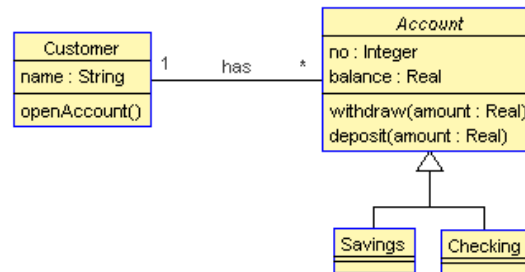 Customer
name : String
openAccount()
1 has *
Account
no : Integer
balance : Real
withdraw(amount : Real)
deposit(amount : Real)
Savings
Checking